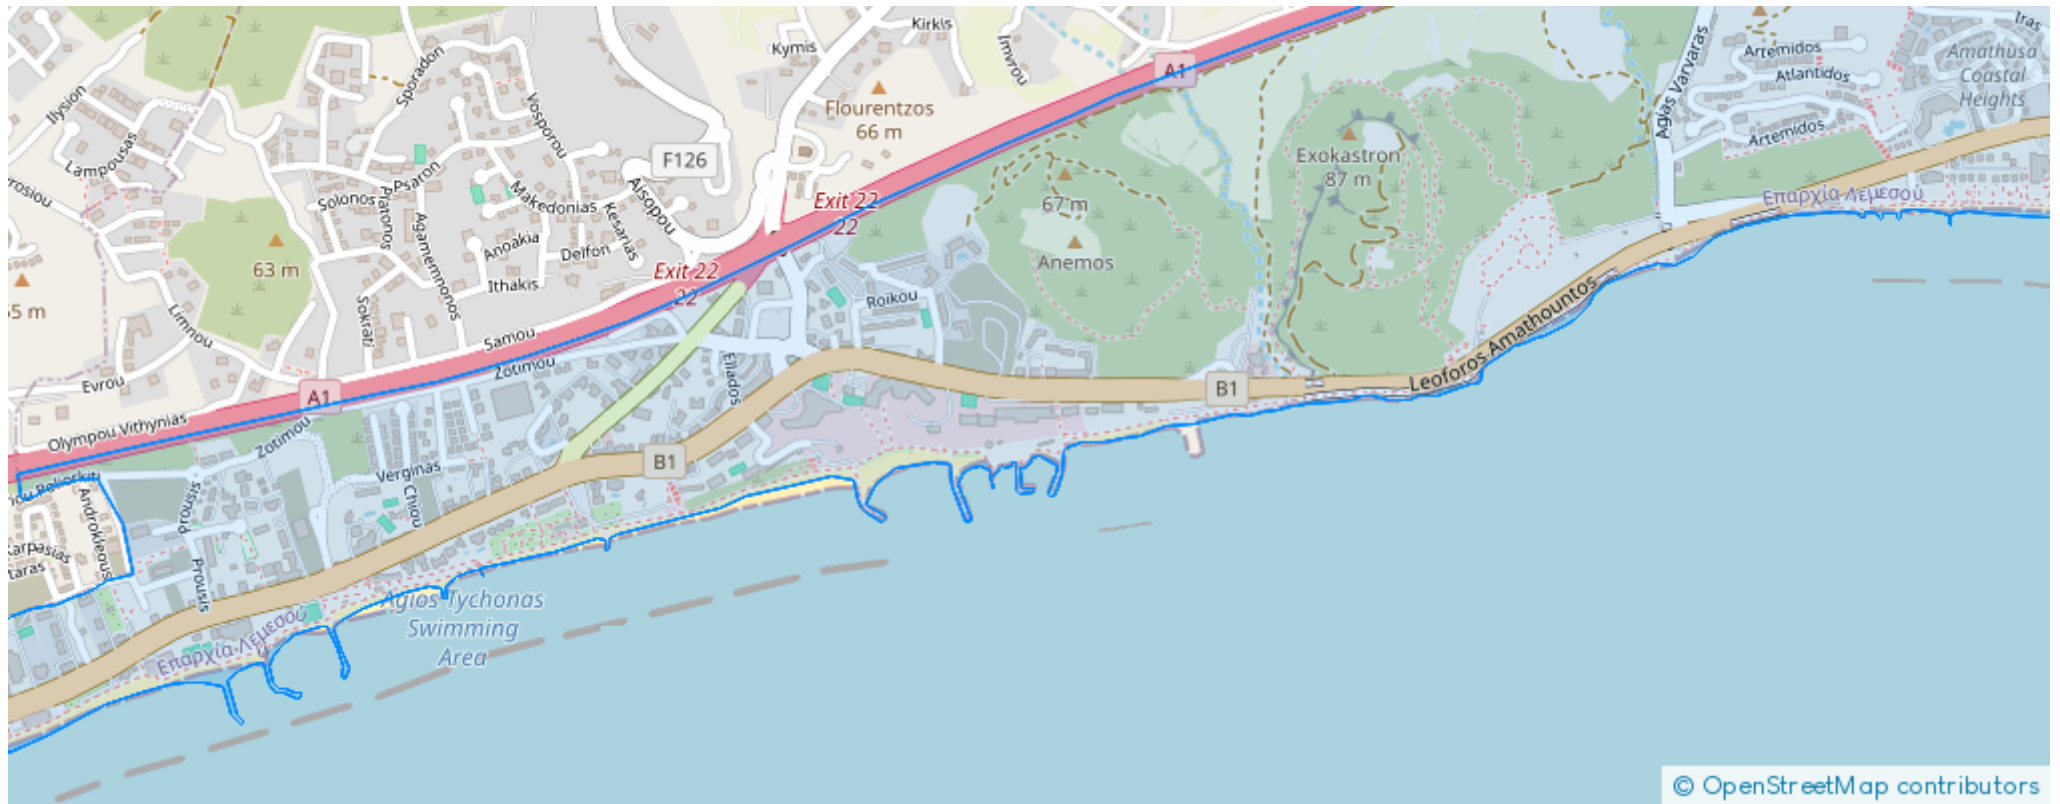 Kirkis
Iras
Kymis
Imvrou
Sporadon
Ilysion
A1
Artemidos
Atlantidos
Amathusa
Coastal
Heights
Agias Varvaras
Flourentzos
66 m
Vosporou
Lampousas
F126
Artemidos
Exokastron
87 m
Psaron
Aisopou
Makedonias
Solonos
Platonos
Kesarias
Exit 22
22
67 m
Επαρχία Λεμεσού
Agamemnonos
Anoakia
Delfon
63 m
Anemos
Exit 22
22
Ithakis
Roikou
Sokrati
Limnou
Samou
Zotimou
Leoforos Amathountos
Evrou
Ellados
B1
A1
Olympou Vithynias
Zotimou
B1
Verginas
Chiou
Androkleous
Prousis
Karpasias
Prousis
Agios Tychonas
Swimming
Area
Επαρχία Λεμεσού
© OpenStreetMap contributors